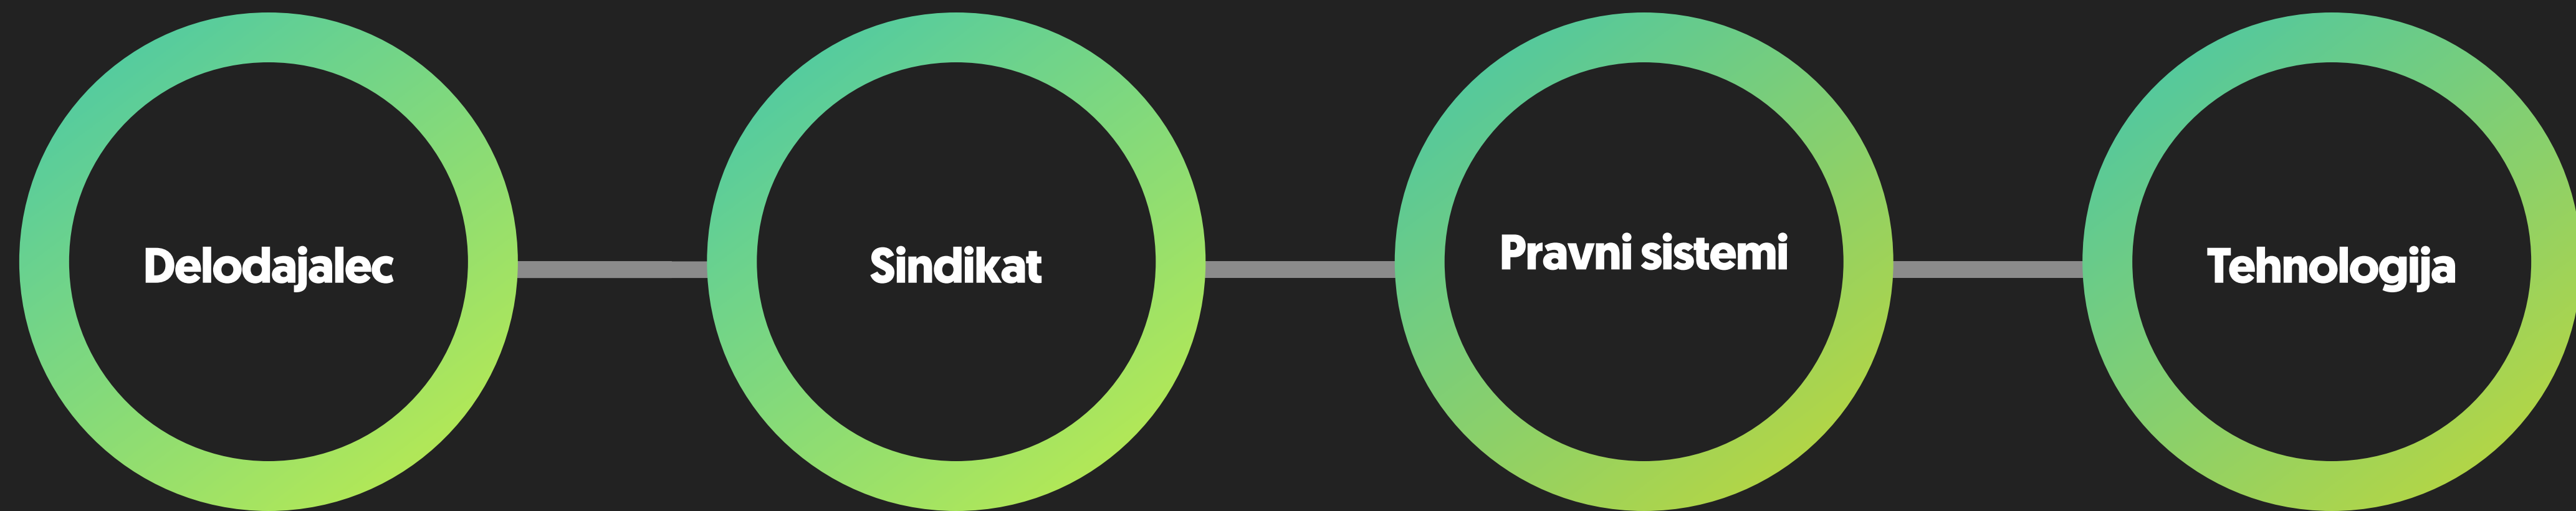 Delodajalec
Sindikat
Pravni sistemi
Tehnologija